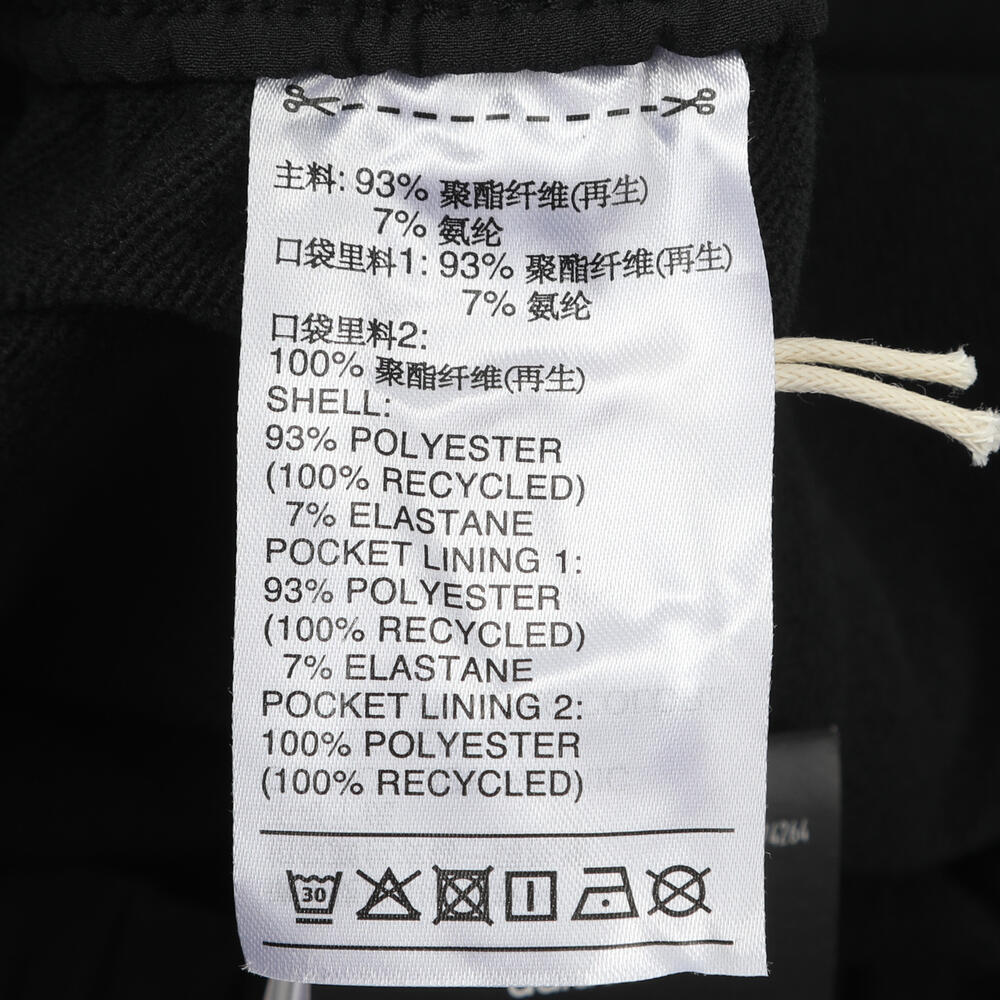 主料: 93% 聚酯纤维(再生)
7% 氨纶
口袋里料1: 93% 聚酯纤维(再生)
7% 氨纶
口袋里料2:
100% 聚酯纤维(再生)
SHELL:
93% POLYESTER
(100% RECYCLED)
7% ELASTANE
POCKET LINING 1:
93% POLYESTER
(100% RECYCLED)
7% ELASTANE
POCKET LINING 2:
100% POLYESTER
(100% RECYCLED)
30